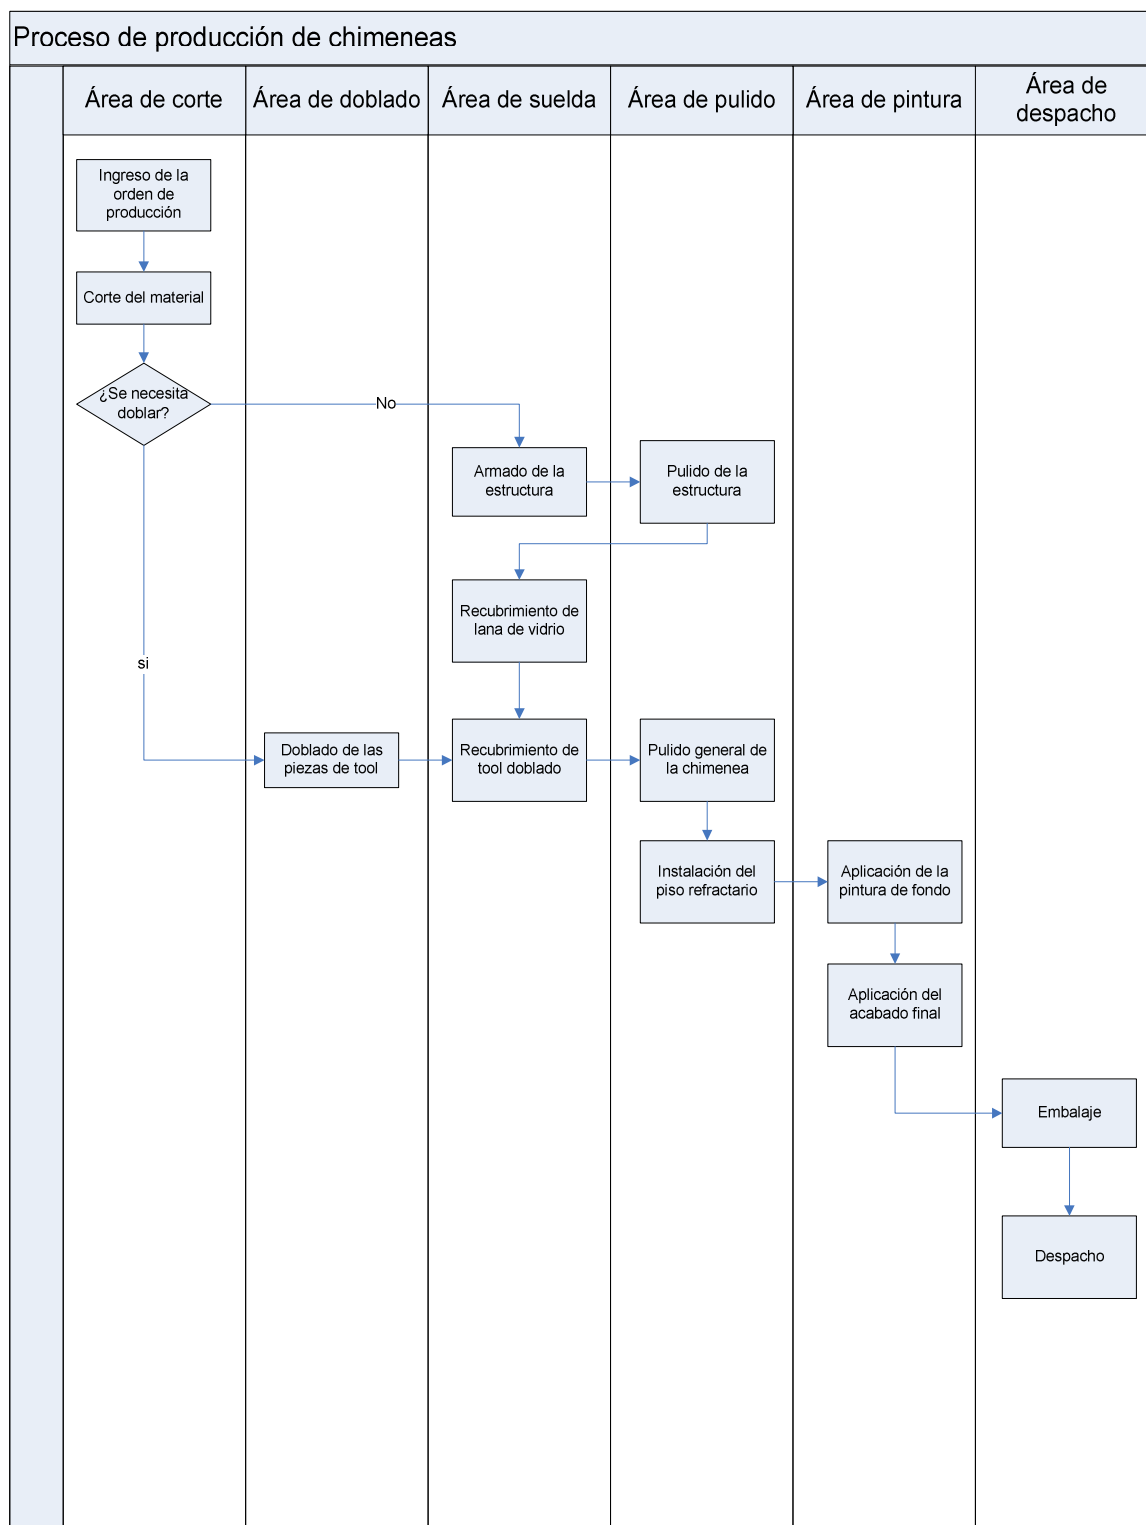 Proceso de producción de chimeneas
Área de corte
Área de doblado
Área de suelda
Área de pulido
Área de pintura
Área de
despacho
Ingreso de la
orden de
producción
Corte del material
¿Se necesita
doblar?
No
Armado de la
estructura
Pulido de la
estructura
Recubrimiento de
lana de vidrio
si
Doblado de las
piezas de tool
Recubrimiento de
tool doblado
Pulido general de
la chimenea
Instalación del
piso refractario
Aplicación de la
pintura de fondo
Aplicación del
acabado final
Embalaje
Despacho